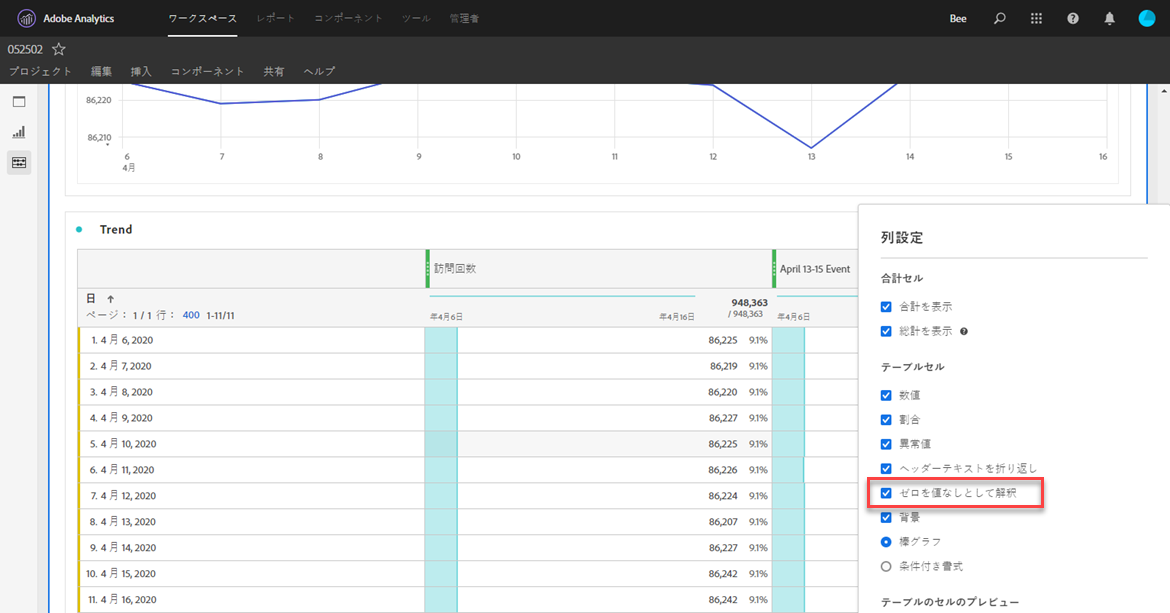 Adobe Analytics
ワークスペース レポート コンポーネント ツール 管理者
Bee
052502
プロジェクト 編集 挿入 コンポーネント 共有 ヘルプ
86,220
86,210
6 7 8 9 10 11 12 13 14 15 16
4月
Trend
訪問回数 April 13-15 Event
日 ↑
ページ: 1 / 1 行: 400 1-11/11
年4月6日 年4月16日 948,363 / 948,363 年4月6日
1. 4 月 6, 2020 86,225 9.1%
2. 4 月 7, 2020 86,219 9.1%
3. 4 月 8, 2020 86,220 9.1%
4. 4 月 9, 2020 86,227 9.1%
5. 4 月 10, 2020 86,225 9.1%
6. 4 月 11, 2020 86,226 9.1%
7. 4 月 12, 2020 86,224 9.1%
8. 4 月 13, 2020 86,207 9.1%
9. 4 月 14, 2020 86,227 9.1%
10. 4 月 15, 2020 86,242 9.1%
11. 4 月 16, 2020 86,242 9.1%
列設定
合計セル
合計を表示
総計を表示
テーブルセル
数値
割合
異常値
ヘッダーテキストを折り返し
ゼロを値なしとして解釈
背景
棒グラフ
条件付き書式
テーブルのセルのプレビュー